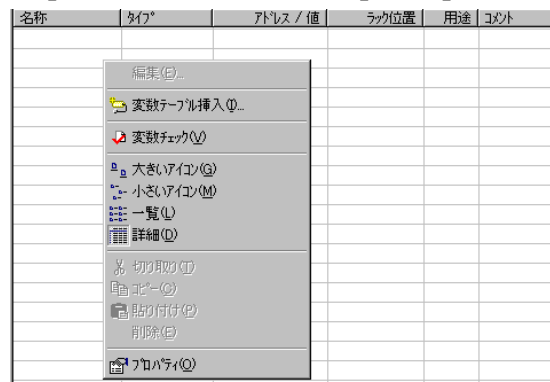 名称 ﾀｲﾌﾟ ｱﾄﾞﾚｽ / 値 ﾗｯｸ位置 用途 ｺﾒﾝﾄ
編集(E)...
変数ﾃｰﾌﾞﾙ挿入(I)...
変数ﾁｪｯｸ(V)
大きいｱｲｺﾝ(G)
小さいｱｲｺﾝ(M)
一覧(L)
詳細(D)
切り取り(T)
ｺﾋﾟｰ(C)
貼り付け(P)
削除(E)
ﾌﾟﾛﾊﾟﾃｨ(O)